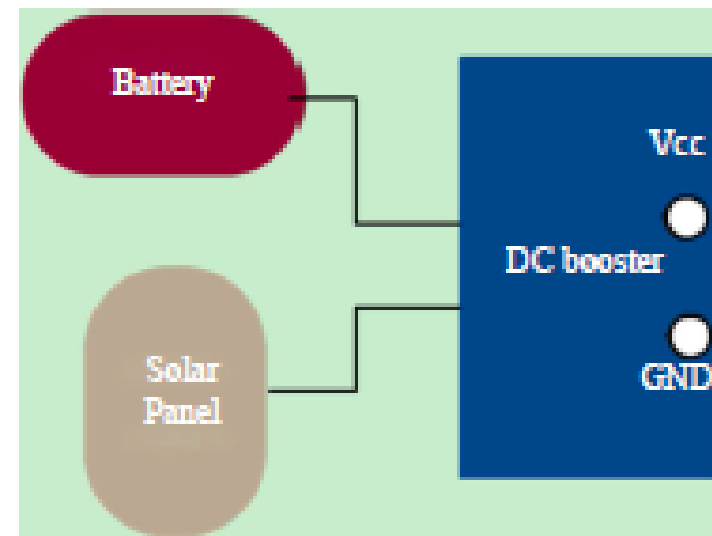 Battery
Vcc
DC booster
Solar
Panel
GND